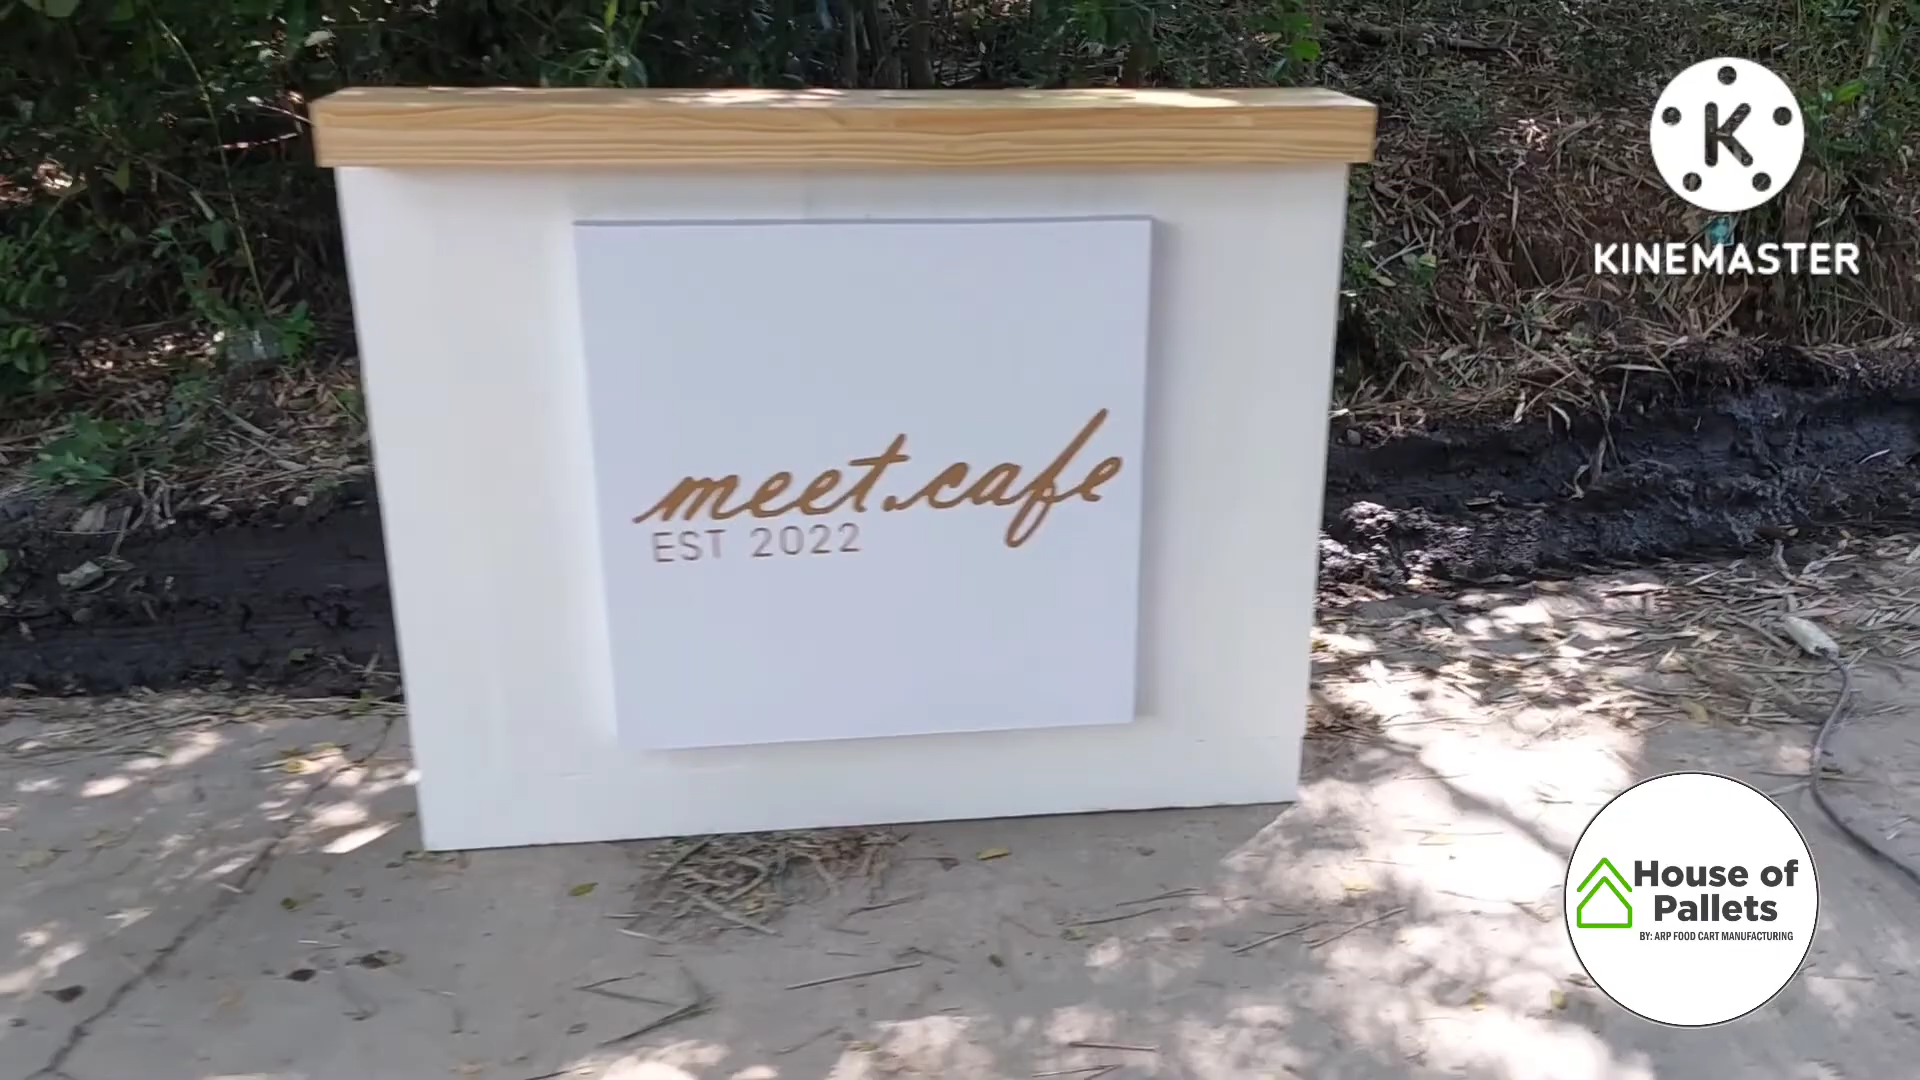 K
KINEMASTER
meet.cafe
EST 2022
House of
Pallets
BY: ARP FOOD CART MANUFACTURING